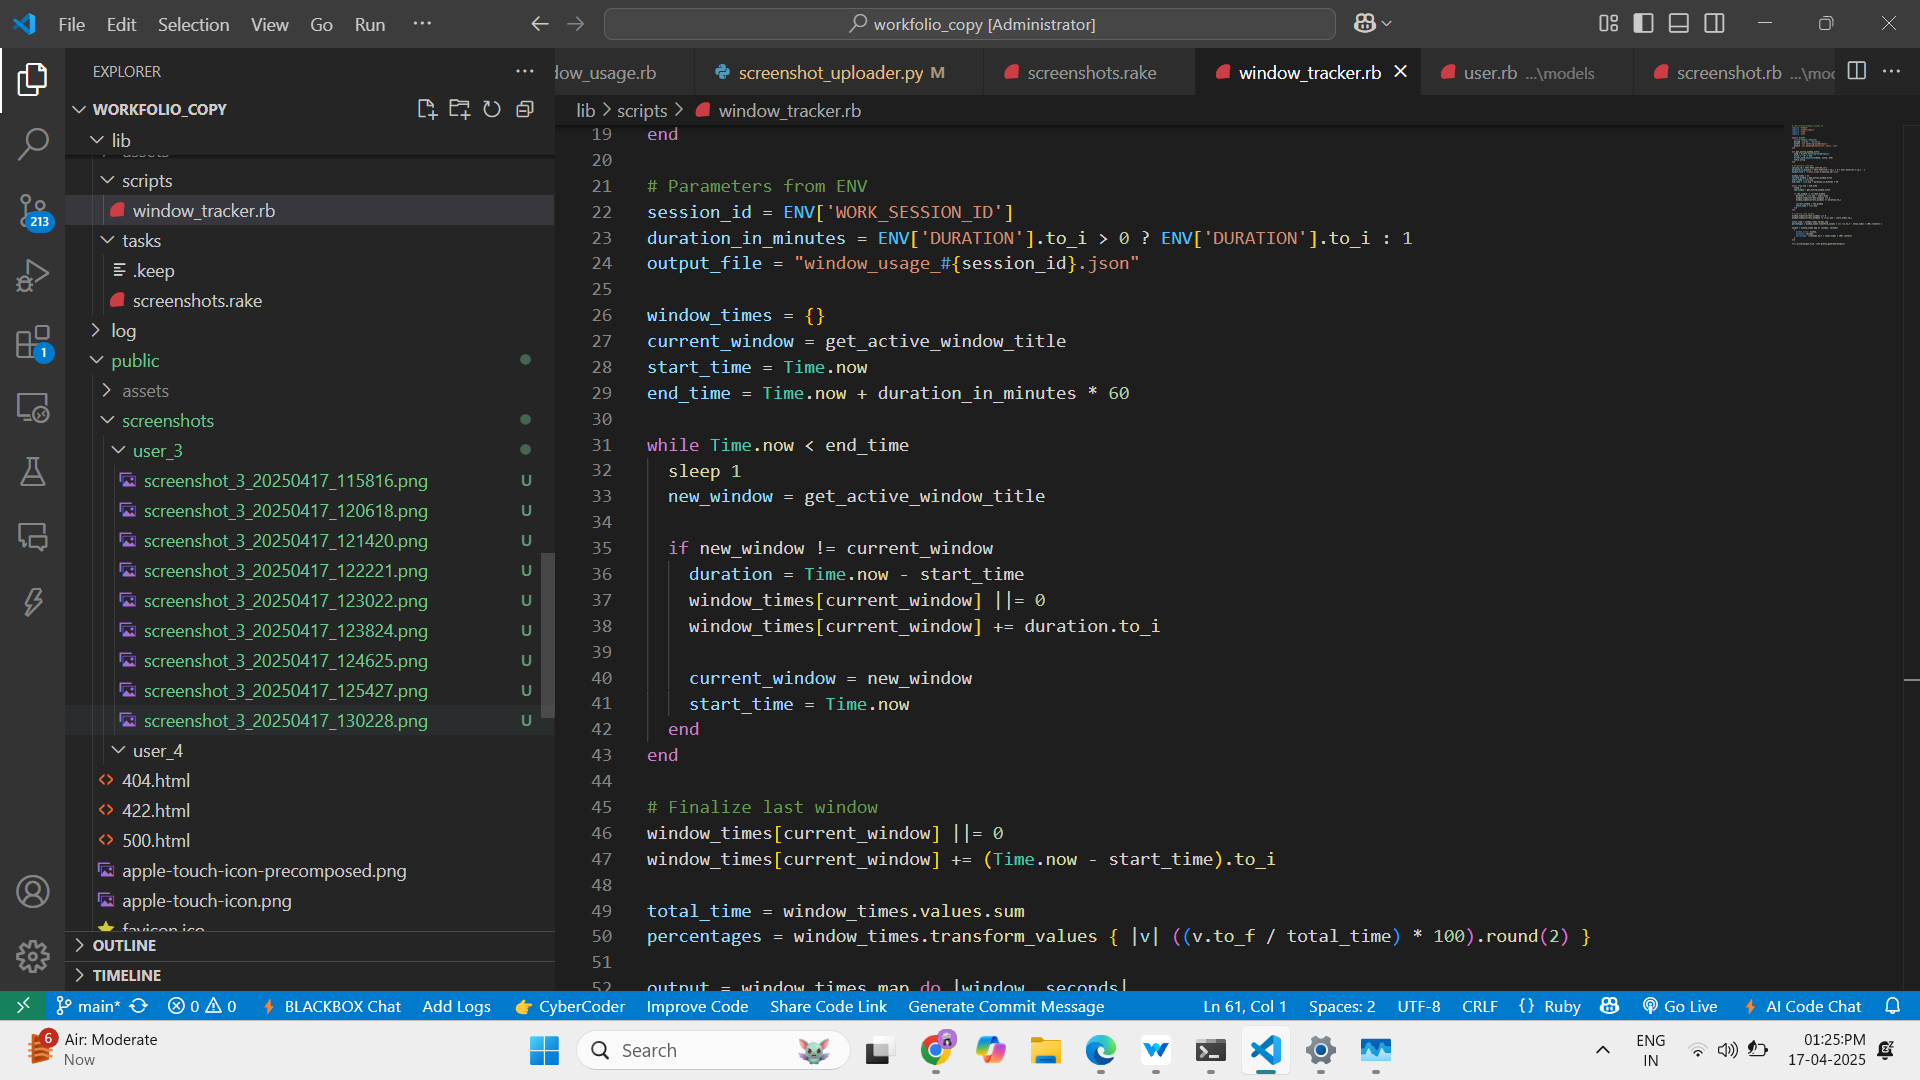 File Edit Selection View Go Run ···
workfolio_copy [Administrator]
EXPLORER
WORKFOLIO_COPY
lib
scripts
window_tracker.rb
tasks
.keep
screenshots.rake
log
public
assets
screenshots
user_3
screenshot_3_20250417_115816.png U
screenshot_3_20250417_120618.png U
screenshot_3_20250417_121420.png U
screenshot_3_20250417_122221.png U
screenshot_3_20250417_123022.png U
screenshot_3_20250417_123824.png U
screenshot_3_20250417_124625.png U
screenshot_3_20250417_125427.png U
screenshot_3_20250417_130228.png U
user_4
404.html
422.html
500.html
apple-touch-icon-precomposed.png
apple-touch-icon.png
favicon.ico
OUTLINE
TIMELINE
213
1
dow_usage.rb screenshot_uploader.py M screenshots.rake window_tracker.rb user.rb ...\models screenshot.rb ...\moc
lib > scripts > window_tracker.rb
19 end
20
21 # Parameters from ENV
22 session_id = ENV['WORK_SESSION_ID']
23 duration_in_minutes = ENV['DURATION'].to_i > 0 ? ENV['DURATION'].to_i : 1
24 output_file = "window_usage_#{session_id}.json"
25
26 window_times = {}
27 current_window = get_active_window_title
28 start_time = Time.now
29 end_time = Time.now + duration_in_minutes * 60
30
31 while Time.now < end_time
32 sleep 1
33 new_window = get_active_window_title
34
35 if new_window != current_window
36 duration = Time.now - start_time
37 window_times[current_window] ||= 0
38 window_times[current_window] += duration.to_i
39
40 current_window = new_window
41 start_time = Time.now
42 end
43 end
44
45 # Finalize last window
46 window_times[current_window] ||= 0
47 window_times[current_window] += (Time.now - start_time).to_i
48
49 total_time = window_times.values.sum
50 percentages = window_times.transform_values { |v| ((v.to_f / total_time) * 100).round(2) }
51
52 output = window_times.map do |window, seconds|
main* 0 0 BLACKBOX Chat Add Logs CyberCoder Improve Code Share Code Link Generate Commit Message Ln 61, Col 1 Spaces: 2 UTF-8 CRLF {} Ruby Go Live AI Code Chat
6 Air: Moderate
Now
Search
ENG
IN
01:25:PM
17-04-2025